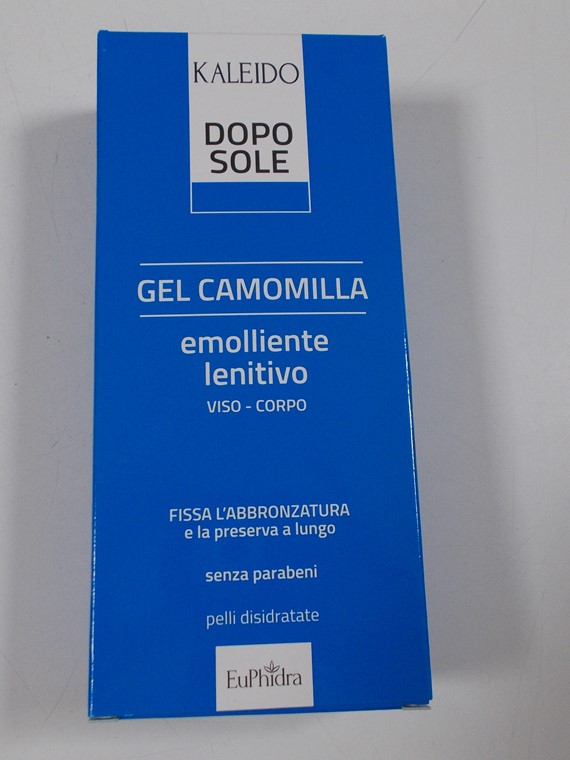 KALEIDO
DOPO
SOLE
GEL CAMOMILLA
emolliente
lenitivo
VISO - CORPO
FISSA L'ABBRONZATURA
e la preserva a lungo
senza parabeni
pelli disidratate
EuPhidra